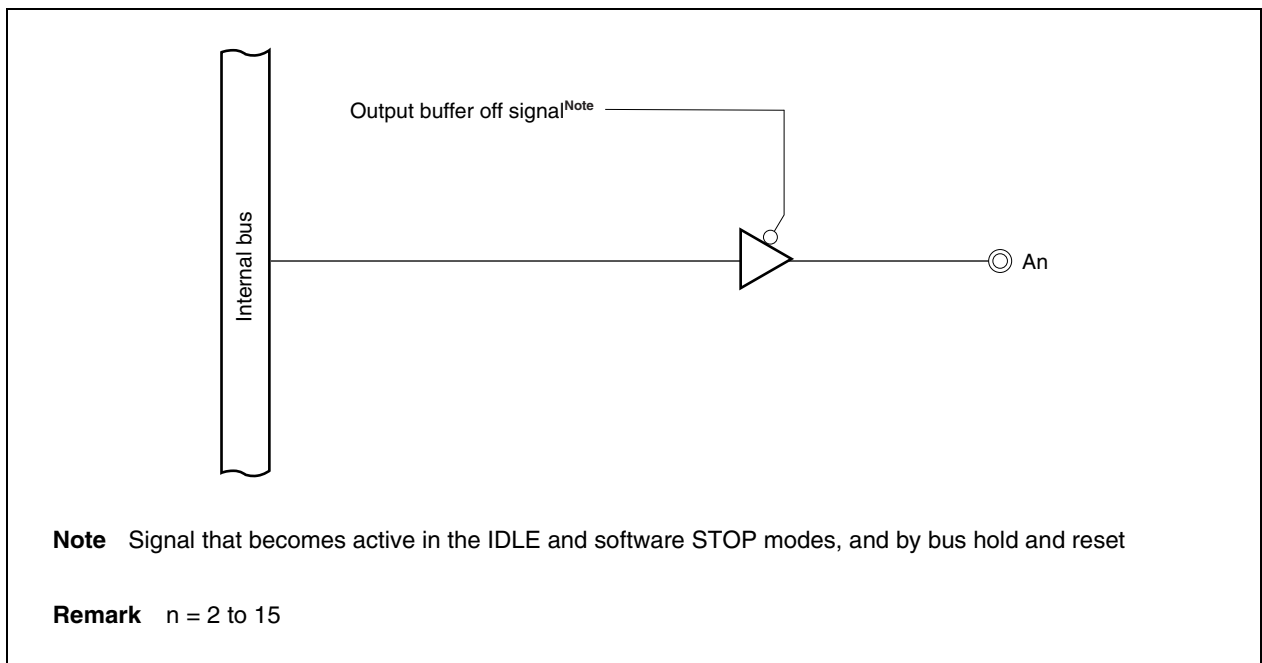 Output buffer off signalNote
Internal bus
An
Note Signal that becomes active in the IDLE and software STOP modes, and by bus hold and reset
Remark n = 2 to 15